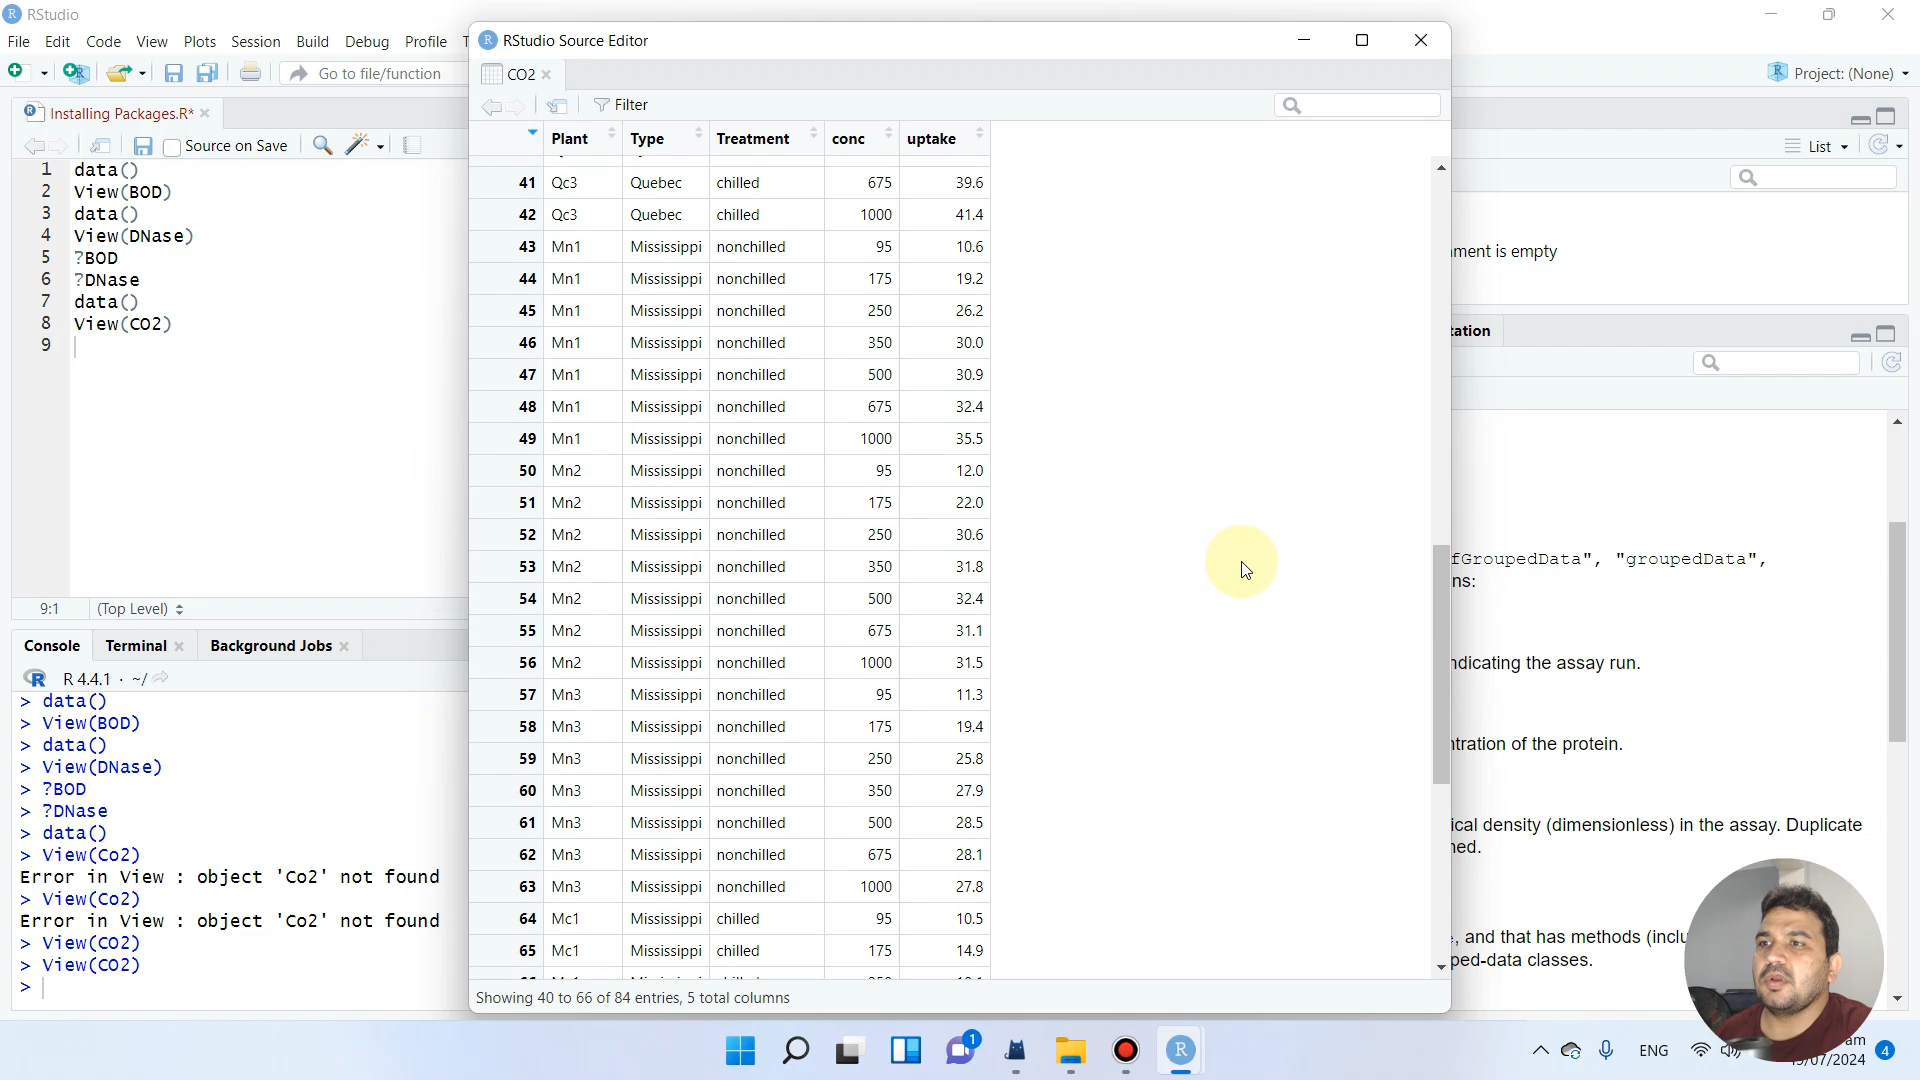 RStudio
File Edit Code View Plots Session Build Debug Profile
Go to file/function
Project: (None)
Installing Packages.R*
Source on Save
1 data()
2 View(BOD)
3 data()
4 View(DNase)
5 ?BOD
6 ?DNase
7 data()
8 View(CO2)
9
9:1 (Top Level)
Console Terminal Background Jobs
R 4.4.1 · ~/
> data()
> View(BOD)
> data()
> View(DNase)
> ?BOD
> ?DNase
> data()
> View(Co2)
Error in View : object 'Co2' not found
> View(Co2)
Error in View : object 'Co2' not found
> View(CO2)
> View(CO2)
>
RStudio Source Editor
CO2
Filter
Plant Type Treatment conc uptake
41 Qc3 Quebec chilled 675 39.6
42 Qc3 Quebec chilled 1000 41.4
43 Mn1 Mississippi nonchilled 95 10.6
44 Mn1 Mississippi nonchilled 175 19.2
45 Mn1 Mississippi nonchilled 250 26.2
46 Mn1 Mississippi nonchilled 350 30.0
47 Mn1 Mississippi nonchilled 500 30.9
48 Mn1 Mississippi nonchilled 675 32.4
49 Mn1 Mississippi nonchilled 1000 35.5
50 Mn2 Mississippi nonchilled 95 12.0
51 Mn2 Mississippi nonchilled 175 22.0
52 Mn2 Mississippi nonchilled 250 30.6
53 Mn2 Mississippi nonchilled 350 31.8
54 Mn2 Mississippi nonchilled 500 32.4
55 Mn2 Mississippi nonchilled 675 31.1
56 Mn2 Mississippi nonchilled 1000 31.5
57 Mn3 Mississippi nonchilled 95 11.3
58 Mn3 Mississippi nonchilled 175 19.4
59 Mn3 Mississippi nonchilled 250 25.8
60 Mn3 Mississippi nonchilled 350 27.9
61 Mn3 Mississippi nonchilled 500 28.5
62 Mn3 Mississippi nonchilled 675 28.1
63 Mn3 Mississippi nonchilled 1000 27.8
64 Mc1 Mississippi chilled 95 10.5
65 Mc1 Mississippi chilled 175 14.9
Showing 40 to 66 of 84 entries, 5 total columns
List
ment is empty
tation
fGroupedData", "groupedData",
ns:
ndicating the assay run.
ntration of the protein.
ical density (dimensionless) in the assay. Duplicate
ned.
, and that has methods (inclu
ped-data classes.
1
ENG
am
/07/2024
4